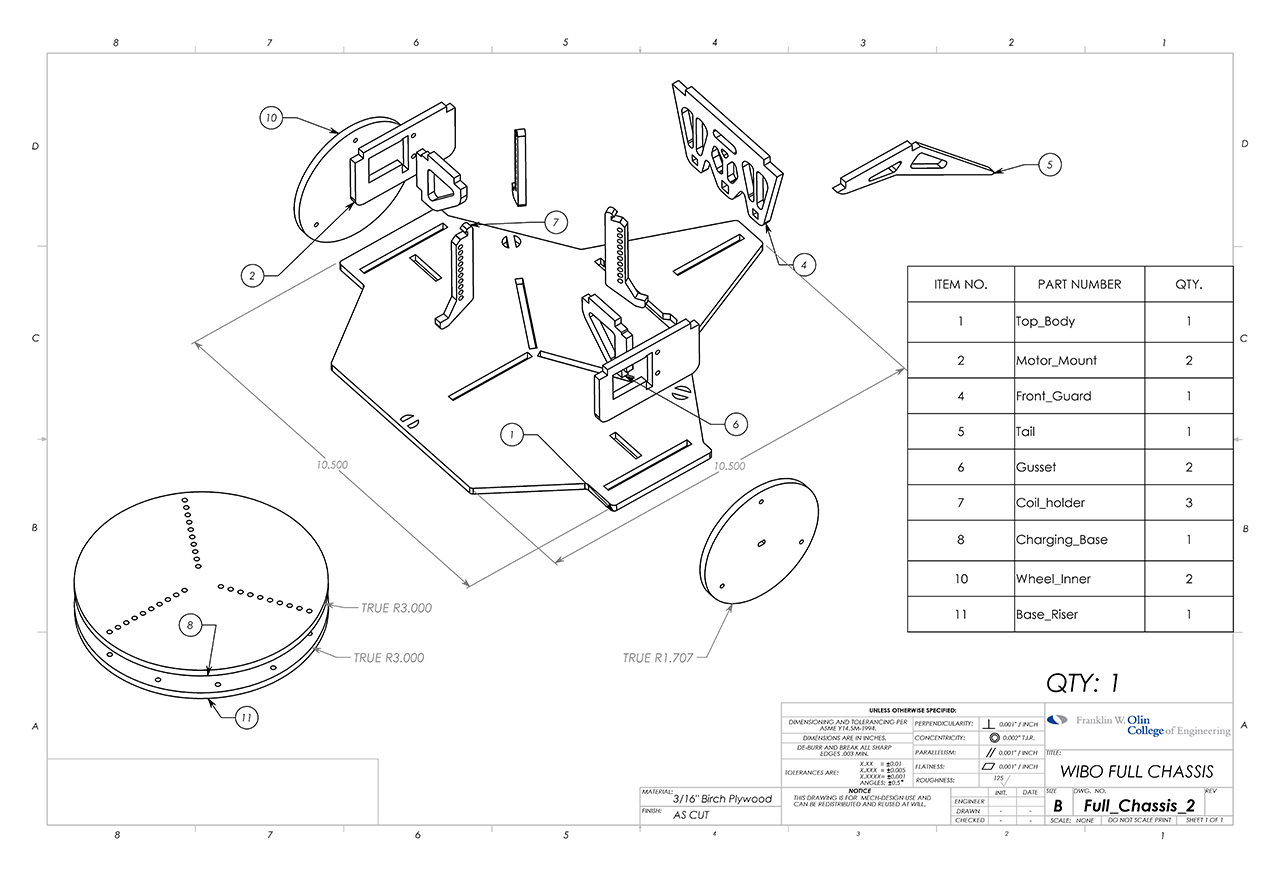 8 7 6 5 4 3 2 1
D D
C C
B B
A A
10
2
7
5
4
6
1
10.500
10.500
TRUE R3.000
8
TRUE R3.000
11
TRUE R1.707
ITEM NO. PART NUMBER QTY.
1 Top_Body 1
2 Motor_Mount 2
4 Front_Guard 1
5 Tail 1
6 Gusset 2
7 Coil_holder 3
8 Charging_Base 1
10 Wheel_Inner 2
11 Base_Riser 1
QTY: 1
UNLESS OTHERWISE SPECIFIED:
DIMENSIONING AND TOLERANCING PER
ASME Y14.5M-1994.
DIMENSIONS ARE IN INCHES.
DE-BURR AND BREAK ALL SHARP
EDGES .003 MIN.
TOLERANCES ARE:
X.XX = ±0.01
X.XXX = ±0.005
X.XXXX= ±0.001
ANGLES: ±0.5°
PERPENDICULARITY: 0.001" / INCH
CONCENTRICITY: 0.002" T.I.R.
PARALLELISM: 0.001" / INCH
FLATNESS: 0.001" / INCH
ROUGHNESS: 125
NOTICE
THIS DRAWING IS FOR MECH-DESIGN USE AND
CAN BE REDISTRIBUTED AND REUSED AT WILL.
MATERIAL:
3/16" Birch Plywood
FINISH:
AS CUT
INIT. DATE
ENGINEER - -
DRAWN - -
CHECKED - -
Franklin W. Olin
College of Engineering
TITLE:
WIBO FULL CHASSIS
SIZE DWG. NO. REV
B Full_Chassis_2
SCALE: NONE DO NOT SCALE PRINT SHEET 1 OF 1
8 7 6 5 4 3 2 1